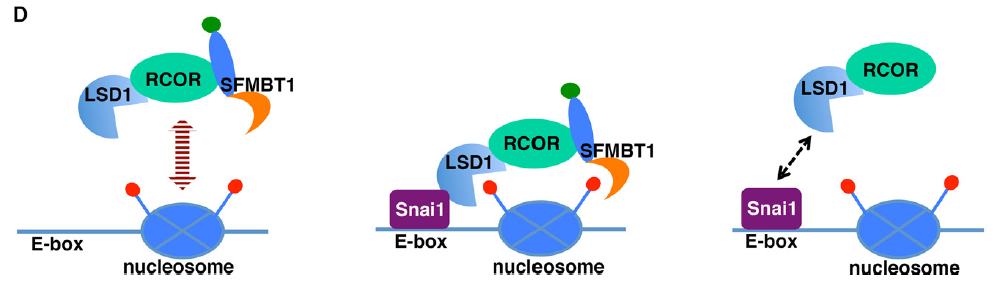 D
LSD1 RCOR SFMBT1
E-box
nucleosome
LSD1 RCOR SFMBT1
Snai1
E-box
nucleosome
LSD1 RCOR
Snai1
E-box
nucleosome